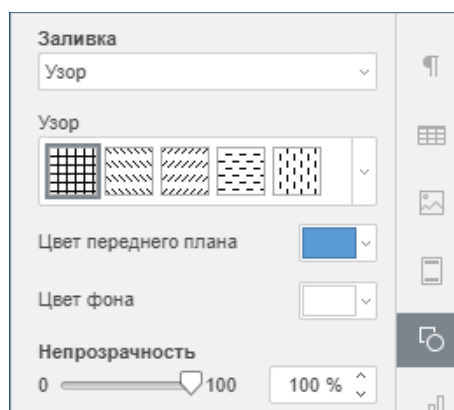 Заливка
Узор
Узор
Цвет переднего плана
Цвет фона
Непрозрачность
0 100 100 %